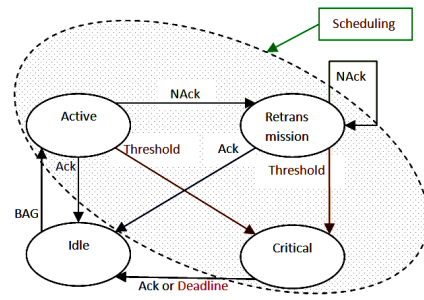 Scheduling
NAck
NAck
Active
Retrans
mission
Threshold
Ack
Ack
Threshold
BAG
Idle
Critical
Ack or Deadline